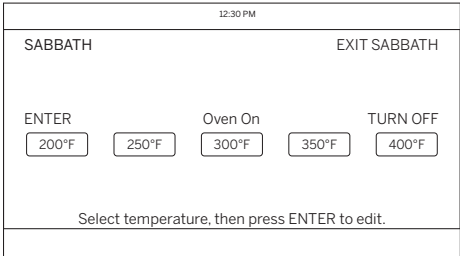 12:30 PM
SABBATH EXIT SABBATH
ENTER Oven On TURN OFF
200°F 250°F 300°F 350°F 400°F
Select temperature, then press ENTER to edit.